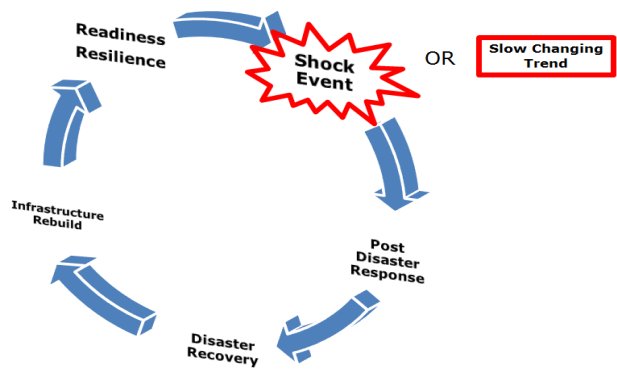 Readiness
Resilience
Shock
Event
OR
Slow Changing
Trend
Post
Disaster
Response
Disaster
Recovery
Infrastructure
Rebuild